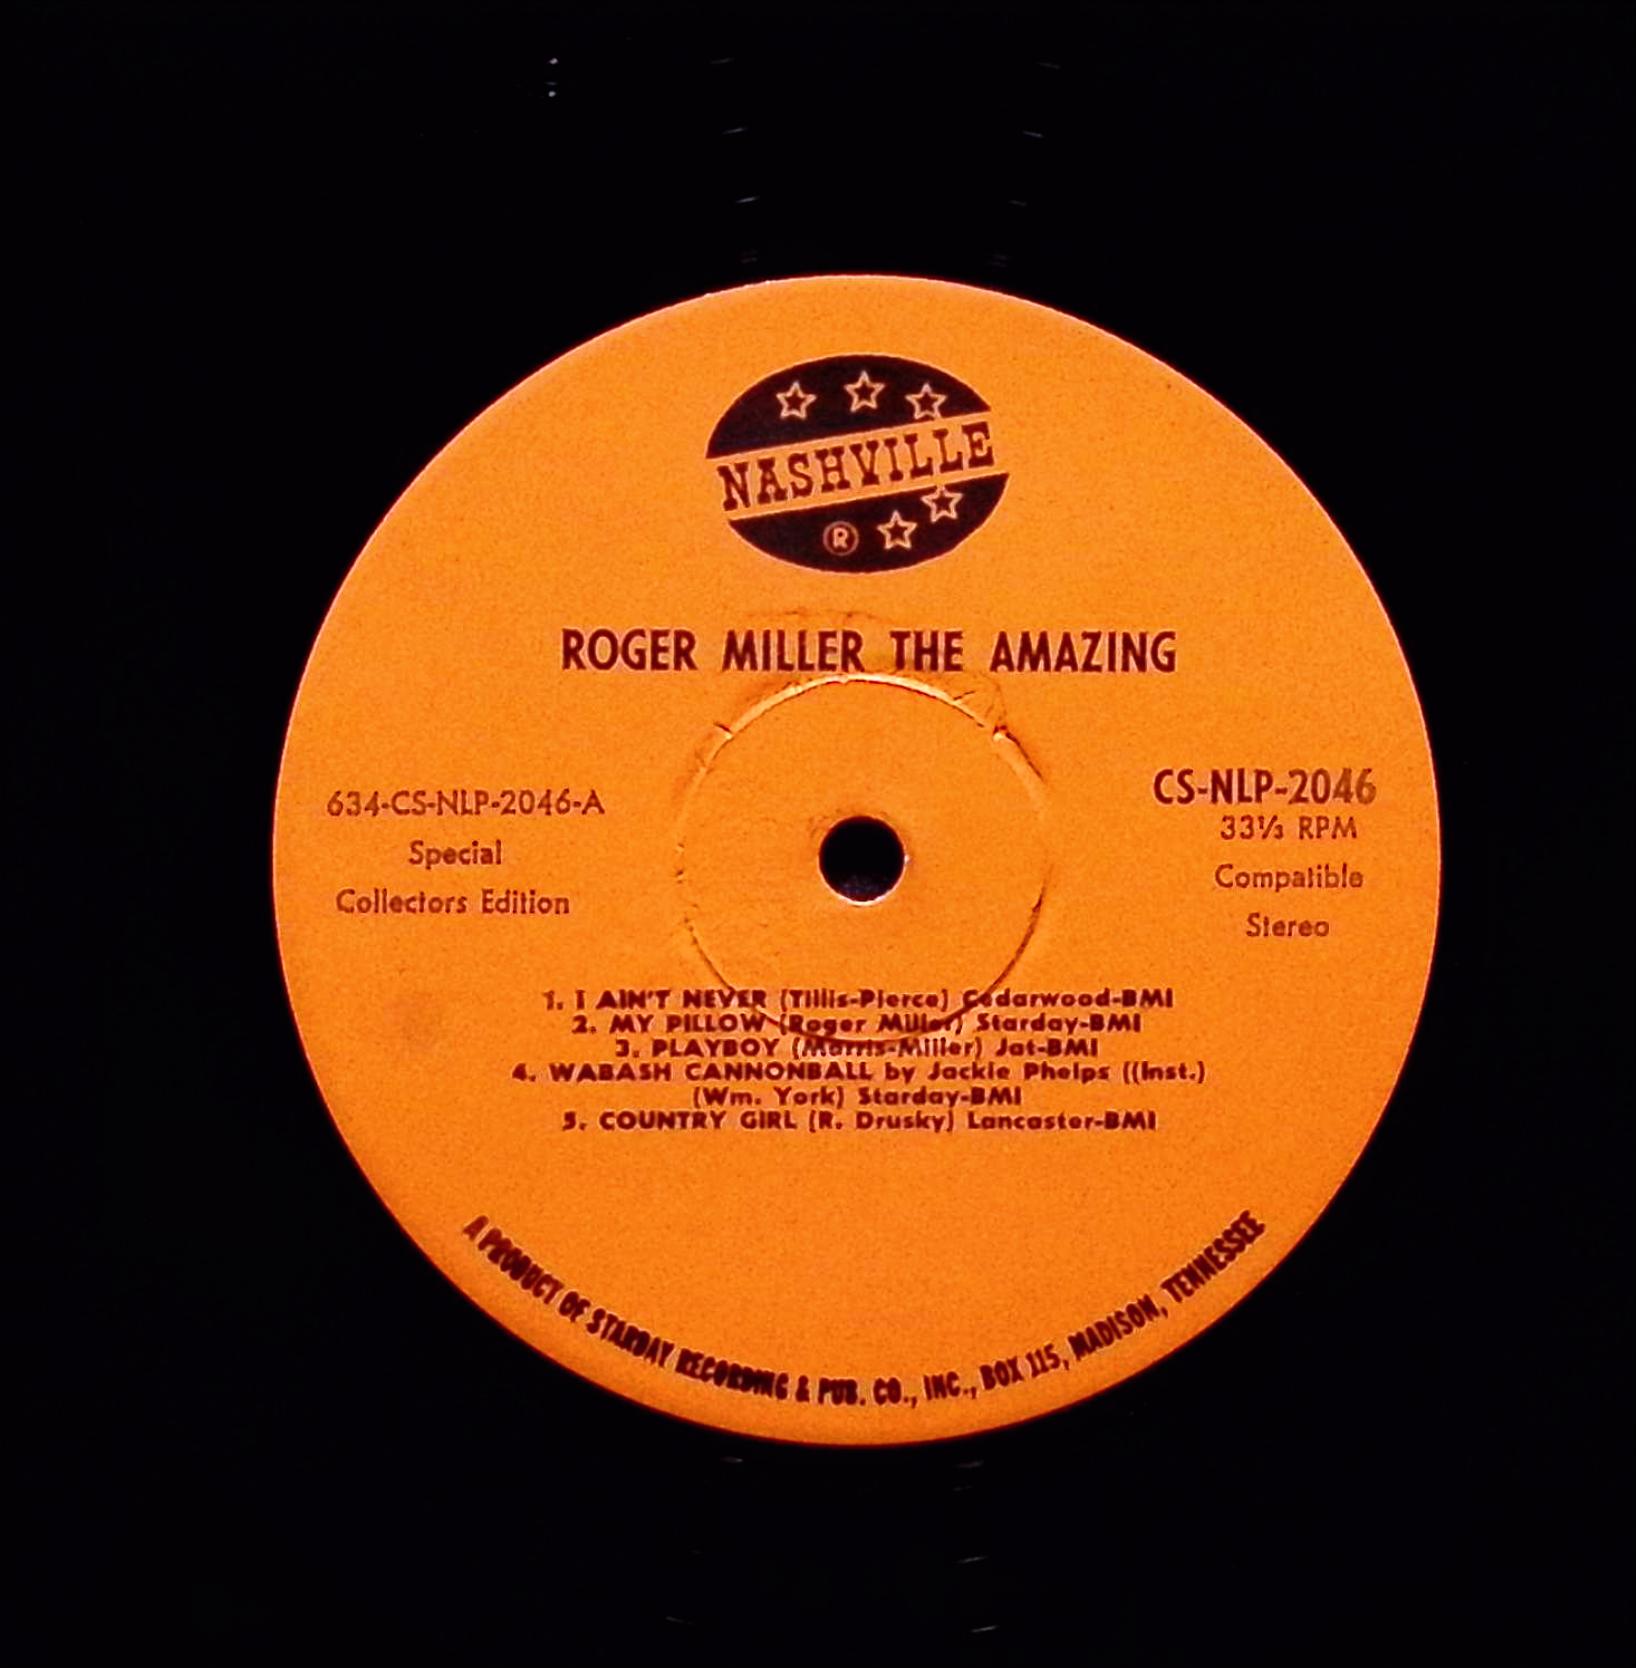 NASHVILLE
®
ROGER MILLER THE AMAZING
634-CS-NLP-2046-A
Special
Collectors Edition
CS-NLP-2046
33⅓ RPM
Compatible
Stereo
1. I AIN'T NEVER (Tillis-Pierce) Cedarwood-BMI
2. MY PILLOW (Roger Miller) Starday-BMI
3. PLAYBOY (Morris-Miller) Jat-BMI
4. WABASH CANNONBALL by Jackie Phelps ((Inst.)
(Wm. York) Starday-BMI
5. COUNTRY GIRL (R. Drusky) Lancaster-BMI
A PRODUCT OF STARDAY RECORDING & PUB. CO., INC., BOX 115, MADISON, TENNESSEE